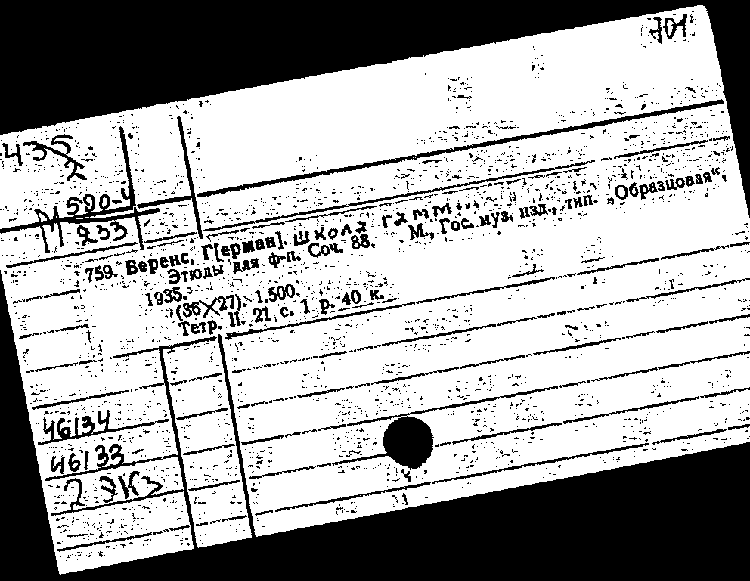 701
435/2
М 590-4
233
759. Беренс, Г[ерман]. школа гамм...
Этюды для ф-п. Соч. 88. М., Гос. муз. изд., тип. „Образцовая“,
1935.
(36×27). 1.500.
Тетр. II. 21 с. 1 р. 40 к.
46134
46133
2 экз